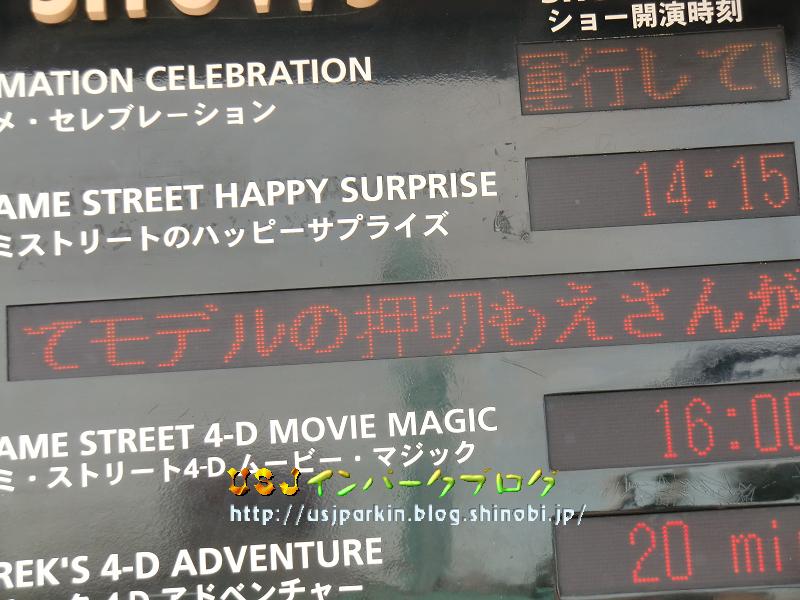 ショー開演時刻
MATION CELEBRATION
メ・セレブレーション
運行してい
AME STREET HAPPY SURPRISE
ミストリートのハッピーサプライズ
14:15
てモデルの押切もえさんが
AME STREET 4-D MOVIE MAGIC
ミ・ストリート4-D ムービー・マジック
16:00
USJインパークブログ
http://usjparkin.blog.shinobi.jp/
REK'S 4-D ADVENTURE
ック 4-D アドベンチャー
20 mi